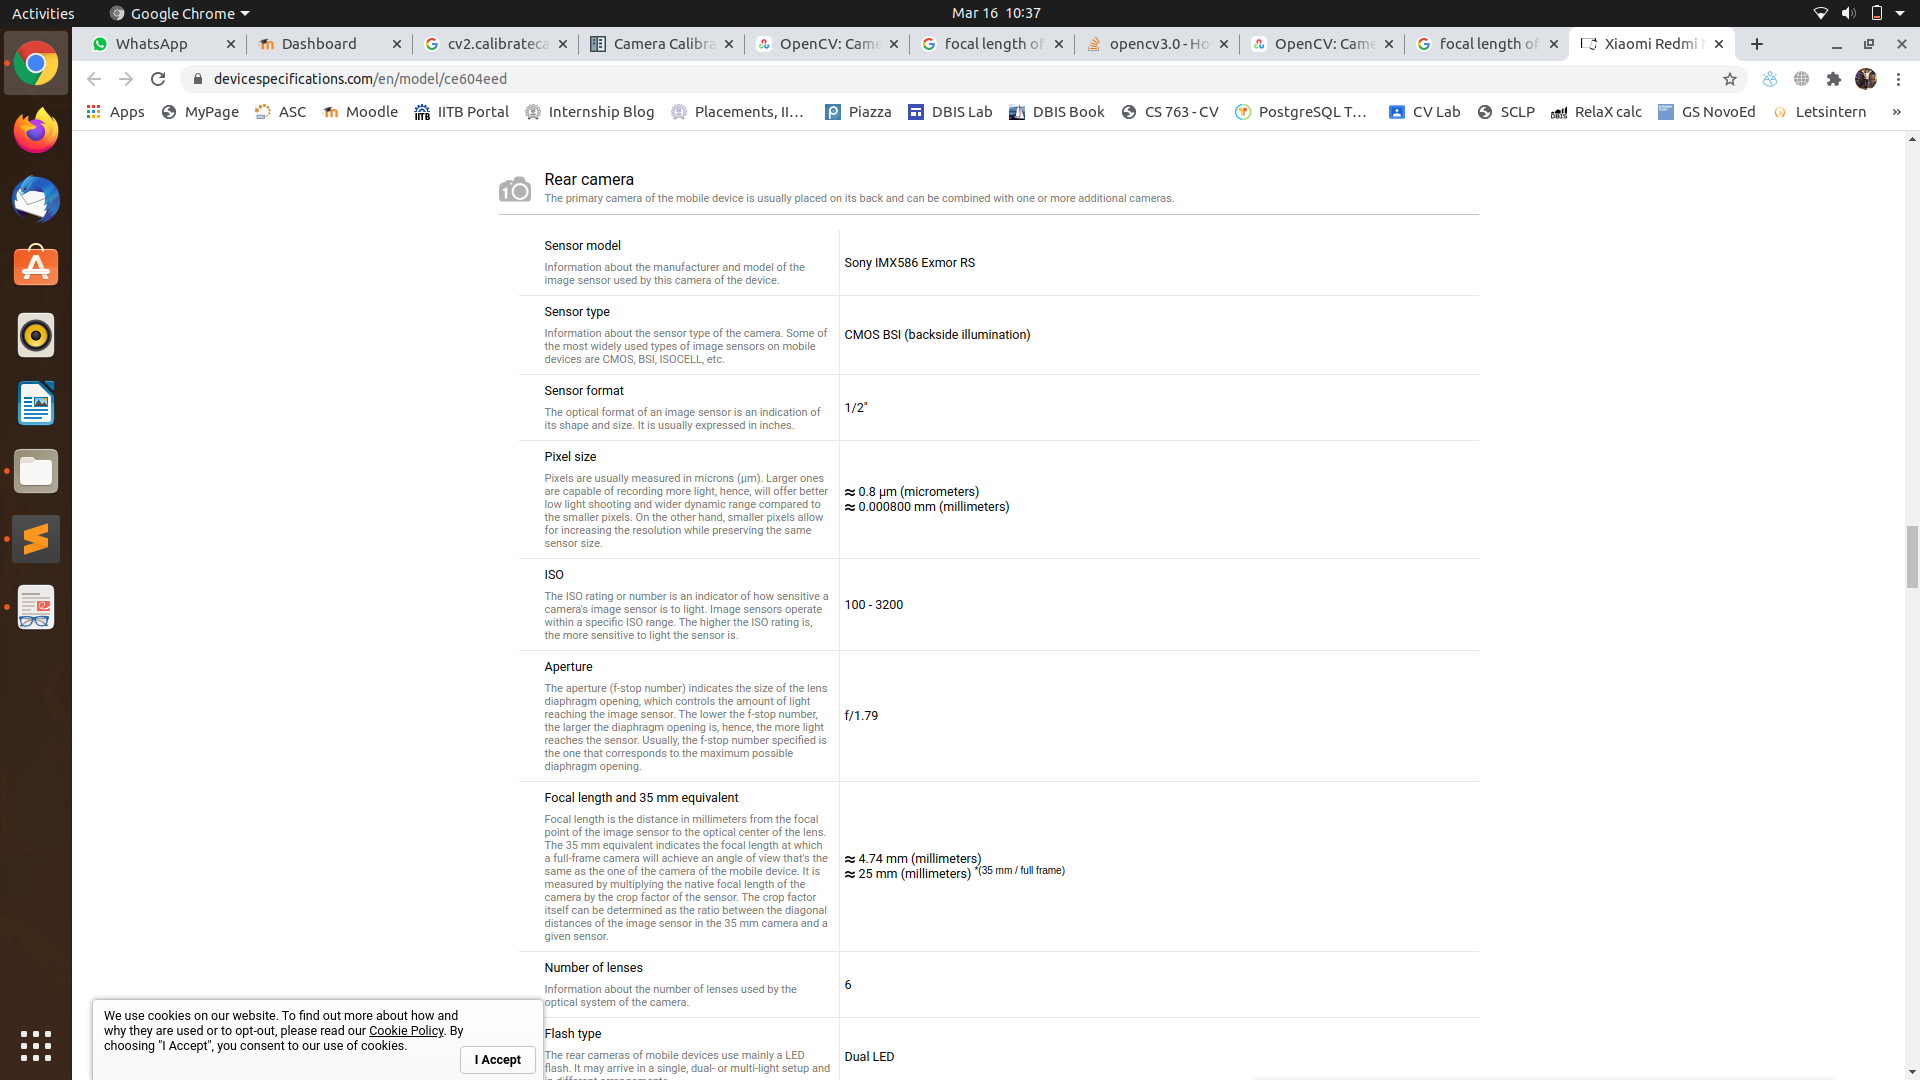 Activities
Google Chrome
Mar 16 10:37
WhatsApp
Dashboard
cv2.calibrateca
Camera Calibra
OpenCV: Came
focal length of
opencv3.0 - Ho
OpenCV: Came
focal length of
Xiaomi Redmi
devicespecifications.com/en/model/ce604eed
Apps
MyPage
ASC
Moodle
IITB Portal
Internship Blog
Placements, II...
Piazza
DBIS Lab
DBIS Book
CS 763 - CV
PostgreSQL T...
CV Lab
SCLP
RelaX calc
GS NovoEd
Letsintern
»
Rear camera
The primary camera of the mobile device is usually placed on its back and can be combined with one or more additional cameras.
Sensor model
Information about the manufacturer and model of the
image sensor used by this camera of the device.
Sony IMX586 Exmor RS
Sensor type
Information about the sensor type of the camera. Some of
the most widely used types of image sensors on mobile
devices are CMOS, BSI, ISOCELL, etc.
CMOS BSI (backside illumination)
Sensor format
The optical format of an image sensor is an indication of
its shape and size. It is usually expressed in inches.
1/2"
Pixel size
Pixels are usually measured in microns (μm). Larger ones
are capable of recording more light, hence, will offer better
low light shooting and wider dynamic range compared to
the smaller pixels. On the other hand, smaller pixels allow
for increasing the resolution while preserving the same
sensor size.
≈ 0.8 μm (micrometers)
≈ 0.000800 mm (millimeters)
ISO
The ISO rating or number is an indicator of how sensitive a
camera's image sensor is to light. Image sensors operate
within a specific ISO range. The higher the ISO rating is,
the more sensitive to light the sensor is.
100 - 3200
Aperture
The aperture (f-stop number) indicates the size of the lens
diaphragm opening, which controls the amount of light
reaching the image sensor. The lower the f-stop number,
the larger the diaphragm opening is, hence, the more light
reaches the sensor. Usually, the f-stop number specified is
the one that corresponds to the maximum possible
diaphragm opening.
f/1.79
Focal length and 35 mm equivalent
Focal length is the distance in millimeters from the focal
point of the image sensor to the optical center of the lens.
The 35 mm equivalent indicates the focal length at which
a full-frame camera will achieve an angle of view that's the
same as the one of the camera of the mobile device. It is
measured by multiplying the native focal length of the
camera by the crop factor of the sensor. The crop factor
itself can be determined as the ratio between the diagonal
distances of the image sensor in the 35 mm camera and a
given sensor.
≈ 4.74 mm (millimeters)
≈ 25 mm (millimeters) *(35 mm / full frame)
Number of lenses
Information about the number of lenses used by the
optical system of the camera.
6
Flash type
The rear cameras of mobile devices use mainly a LED
flash. It may arrive in a single, dual- or multi-light setup and
Dual LED
We use cookies on our website. To find out more about how and
why they are used or to opt-out, please read our Cookie Policy. By
choosing "I Accept", you consent to our use of cookies.
I Accept